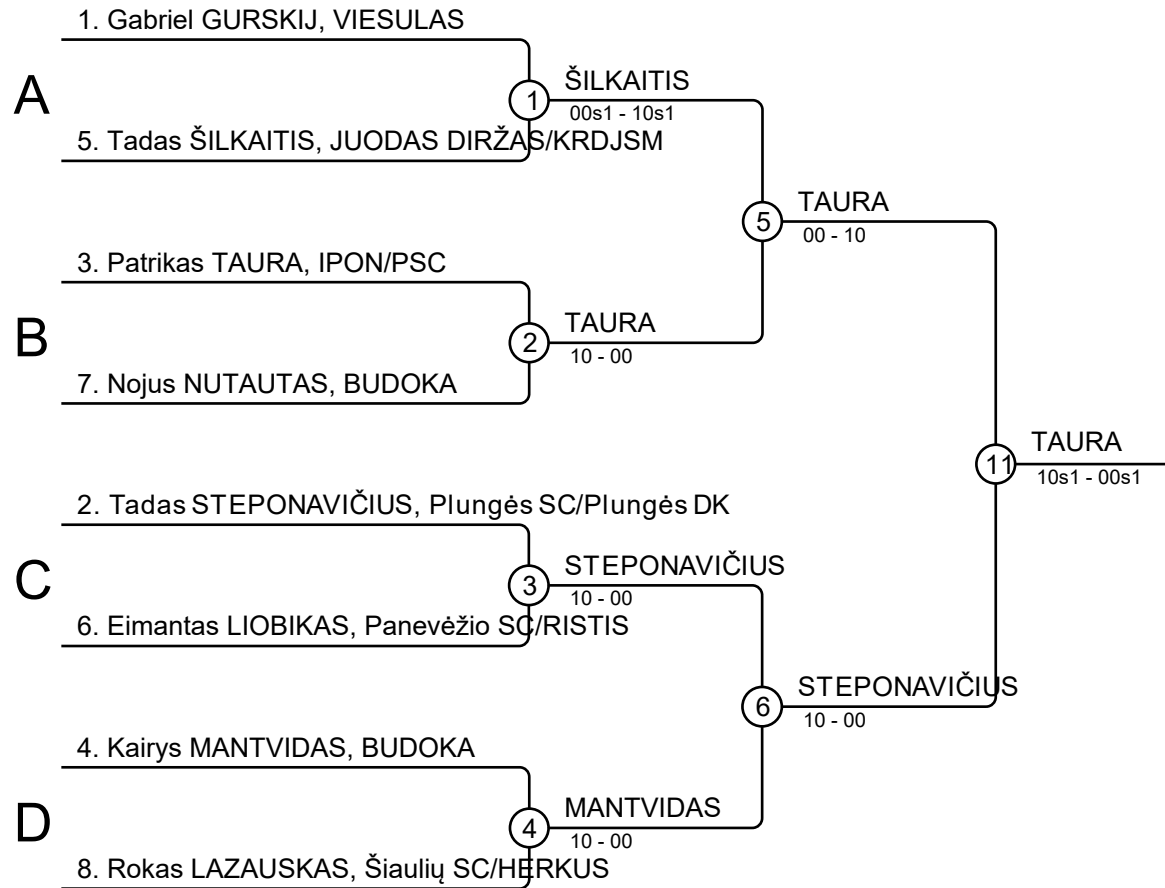 1. Gabriel GURSKIJ, VIESULAS
A
1
ŠILKAITIS
00s1 - 10s1
5. Tadas ŠILKAITIS, JUODAS DIRŽAS/KRDJSM
5
TAURA
00 - 10
3. Patrikas TAURA, IPON/PSC
B
2
TAURA
10 - 00
7. Nojus NUTAUTAS, BUDOKA
11
TAURA
10s1 - 00s1
2. Tadas STEPONAVIČIUS, Plungės SC/Plungės DK
C
3
STEPONAVIČIUS
10 - 00
6. Eimantas LIOBIKAS, Panevėžio SC/RISTIS
6
STEPONAVIČIUS
10 - 00
4. Kairys MANTVIDAS, BUDOKA
D
4
MANTVIDAS
10 - 00
8. Rokas LAZAUSKAS, Šiaulių SC/HERKUS